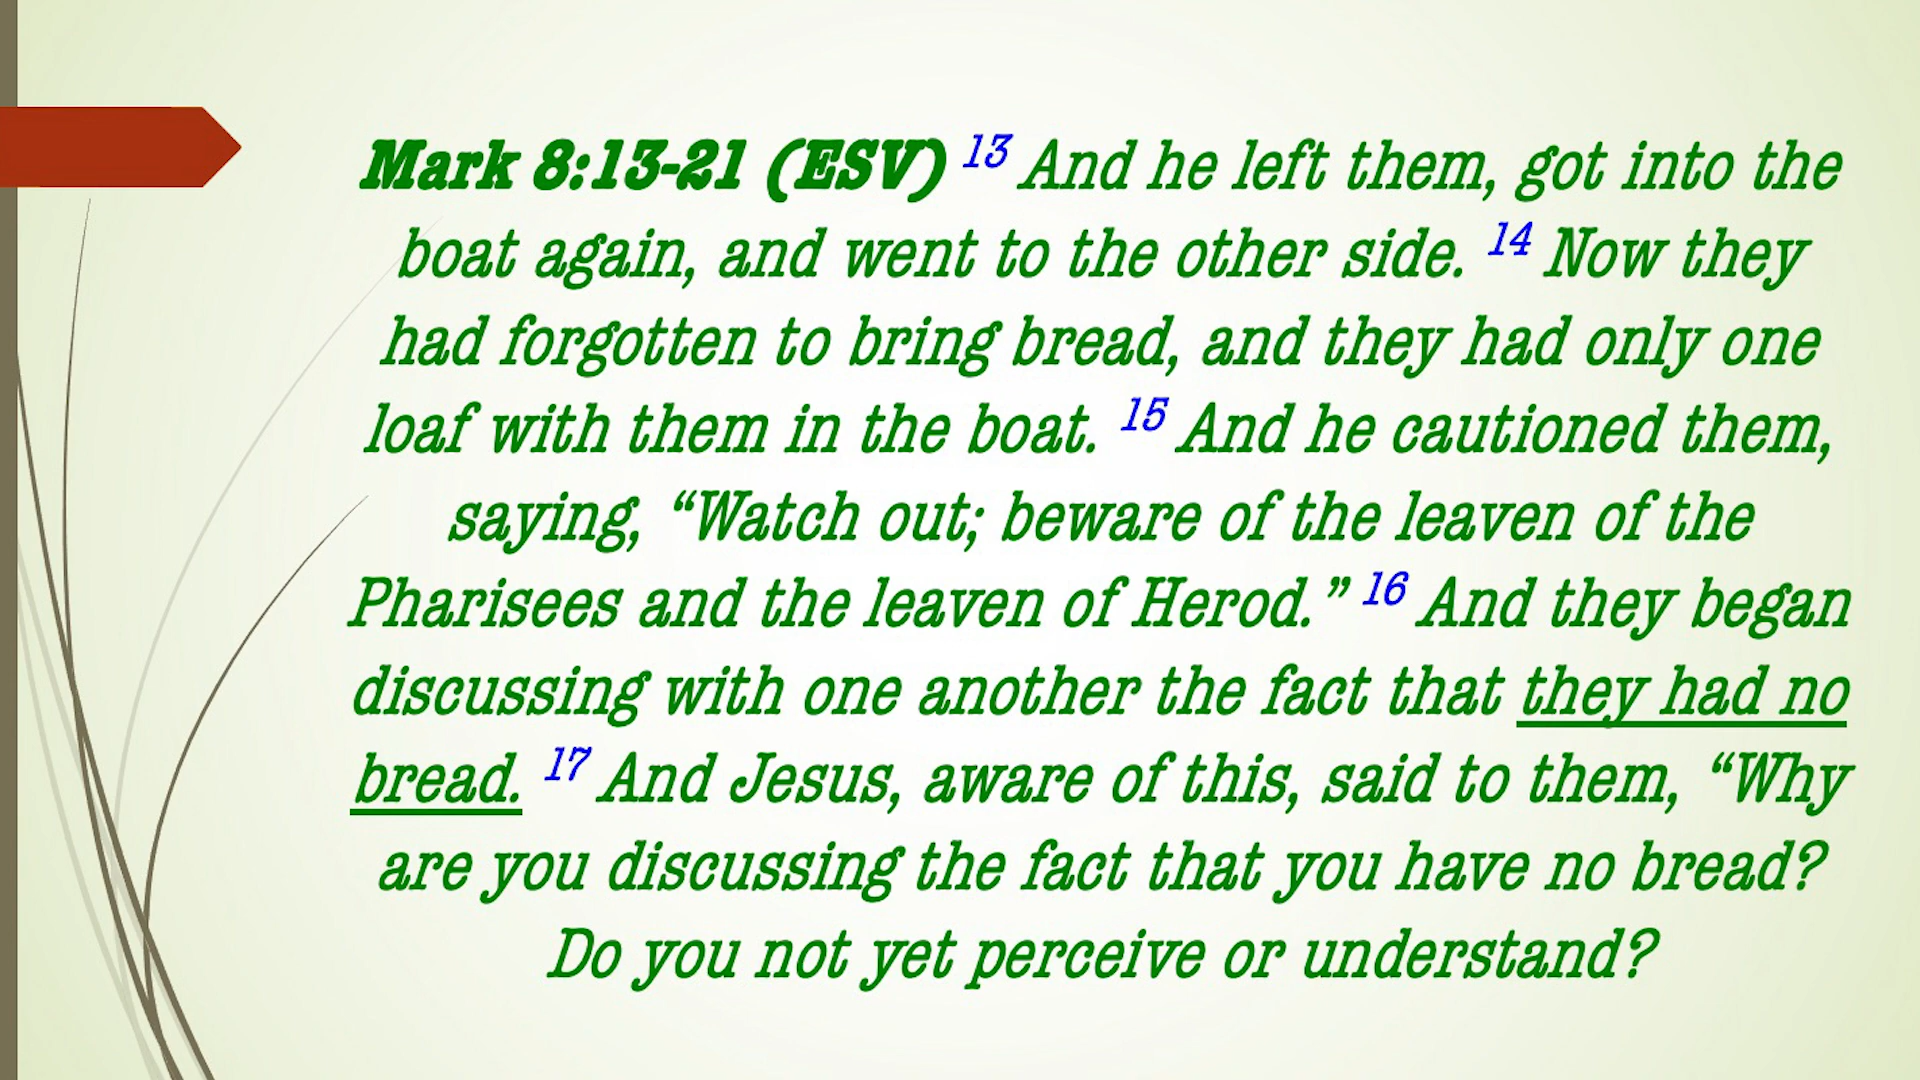 Mark 8:13-21 (ESV) 13 And he left them, got into the
boat again, and went to the other side. 14 Now they
had forgotten to bring bread, and they had only one
loaf with them in the boat. 15 And he cautioned them,
saying, “Watch out; beware of the leaven of the
Pharisees and the leaven of Herod.” 16 And they began
discussing with one another the fact that they had no
bread. 17 And Jesus, aware of this, said to them, “Why
are you discussing the fact that you have no bread?
Do you not yet perceive or understand?